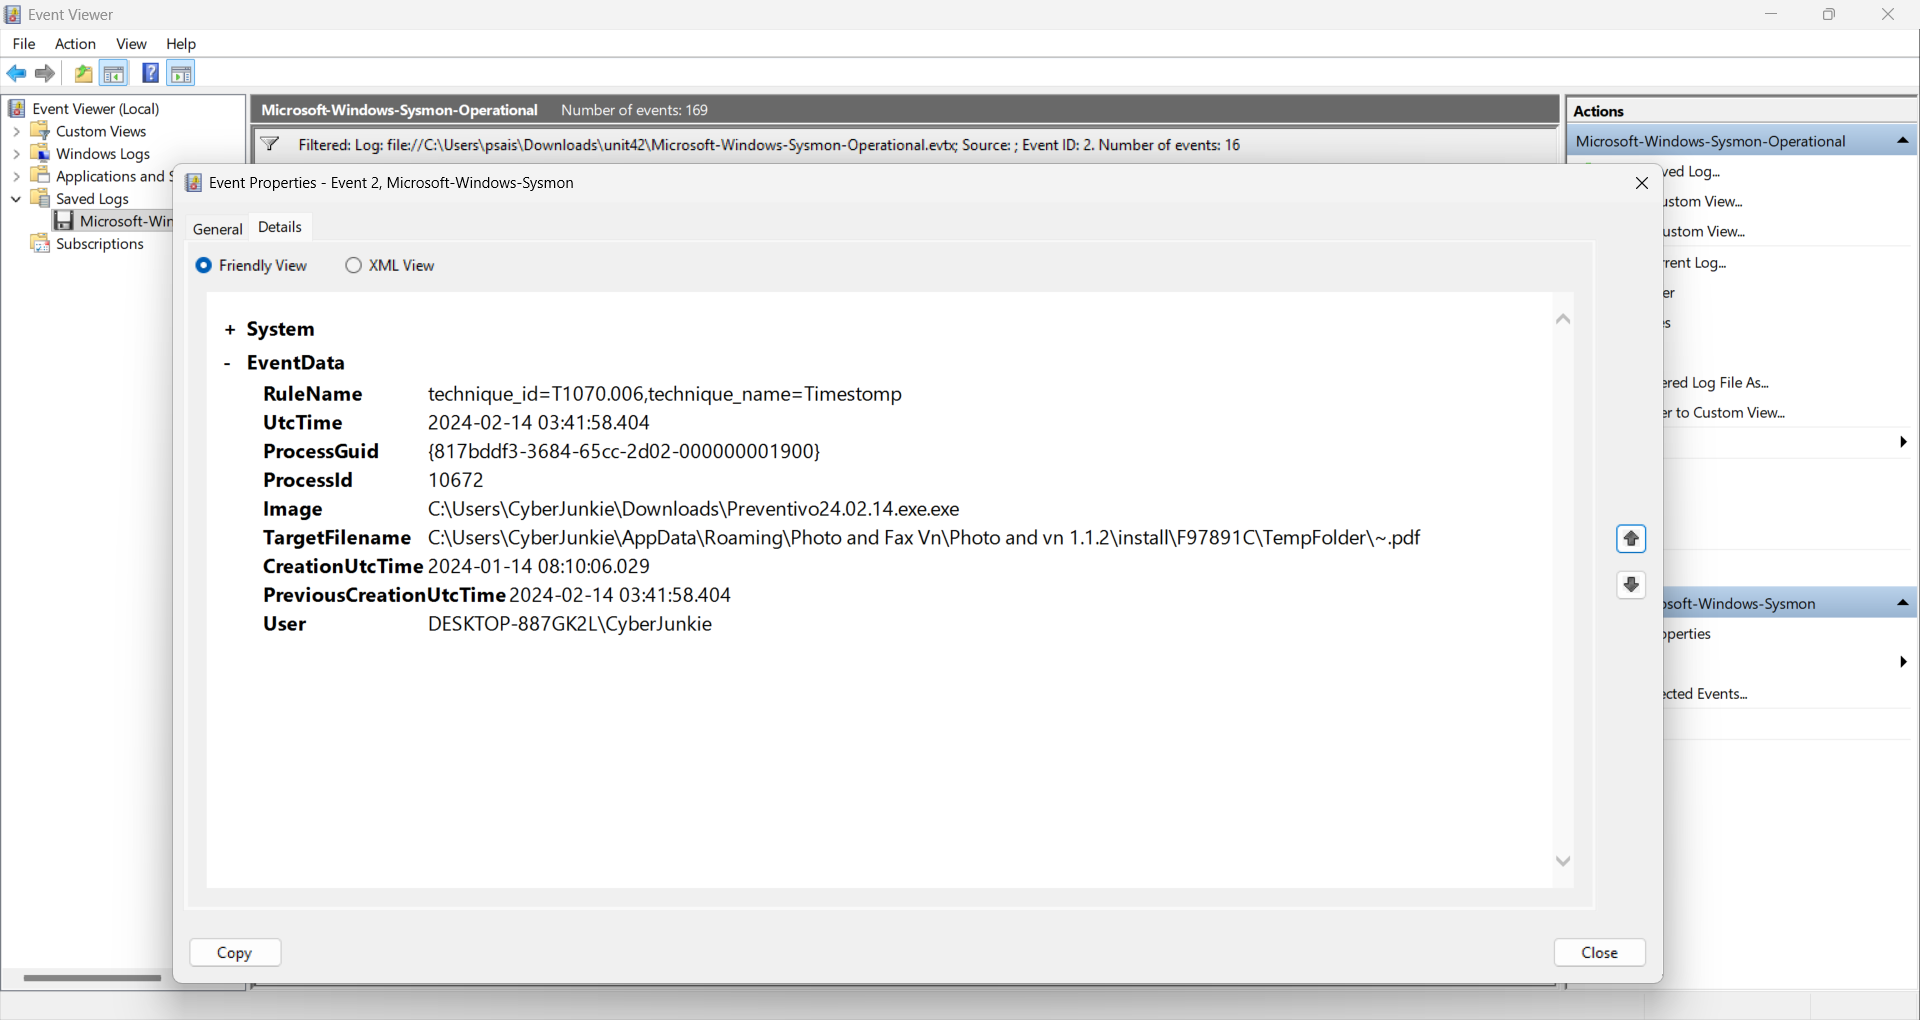 Event Viewer
File Action View Help
Event Viewer (Local)
Custom Views
Windows Logs
Applications and S
Saved Logs
Microsoft-Win
Subscriptions
Microsoft-Windows-Sysmon-Operational Number of events: 169
Filtered: Log: file://C:\Users\psais\Downloads\unit42\Microsoft-Windows-Sysmon-Operational.evtx; Source: ; Event ID: 2. Number of events: 16
Event Properties - Event 2, Microsoft-Windows-Sysmon
General Details
Friendly View XML View
+ System
- EventData
RuleName technique_id=T1070.006,technique_name=Timestomp
UtcTime 2024-02-14 03:41:58.404
ProcessGuid {817bddf3-3684-65cc-2d02-000000001900}
ProcessId 10672
Image C:\Users\CyberJunkie\Downloads\Preventivo24.02.14.exe.exe
TargetFilename C:\Users\CyberJunkie\AppData\Roaming\Photo and Fax Vn\Photo and vn 1.1.2\install\F97891C\TempFolder\~.pdf
CreationUtcTime 2024-01-14 08:10:06.029
PreviousCreationUtcTime 2024-02-14 03:41:58.404
User DESKTOP-887GK2L\CyberJunkie
Copy
Close
Actions
Microsoft-Windows-Sysmon-Operational
ved Log...
ustom View...
ustom View...
rent Log...
er
es
ered Log File As...
er to Custom View...
osoft-Windows-Sysmon
operties
ected Events...